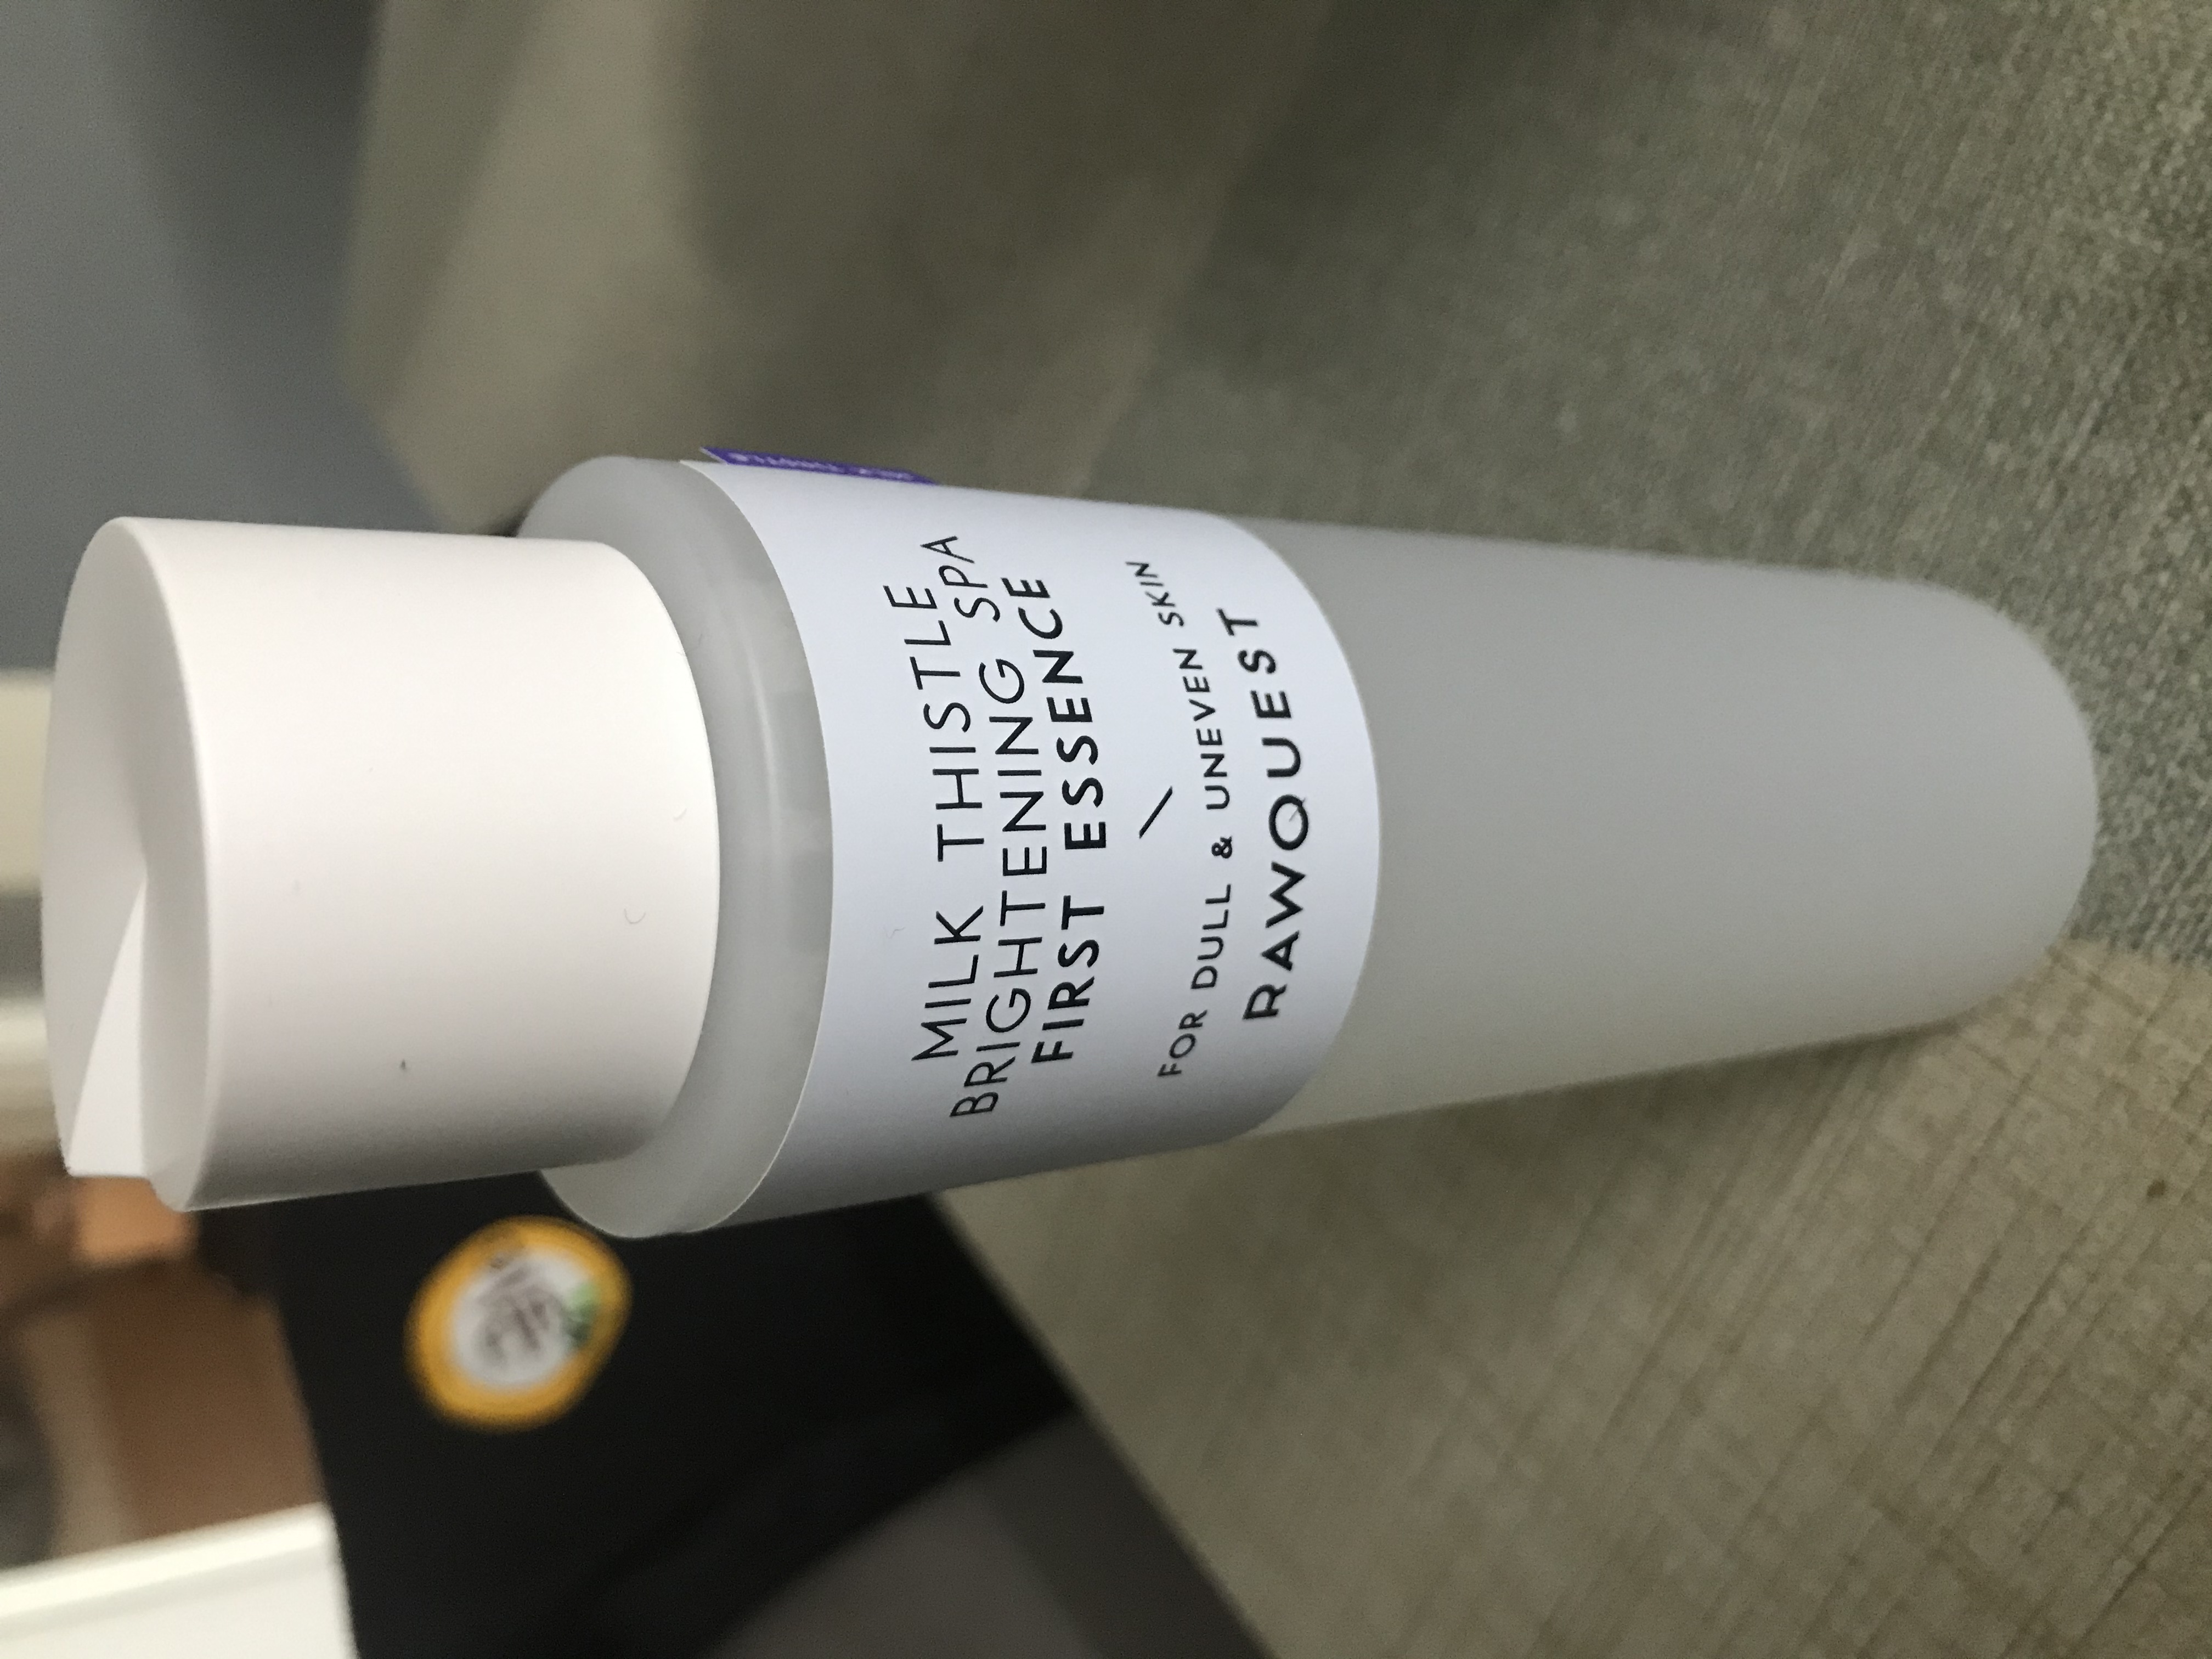 MILK THISTLE
BRIGHTENING SPA
FIRST ESSENCE
FOR DULL & UNEVEN SKIN
RAWQUEST